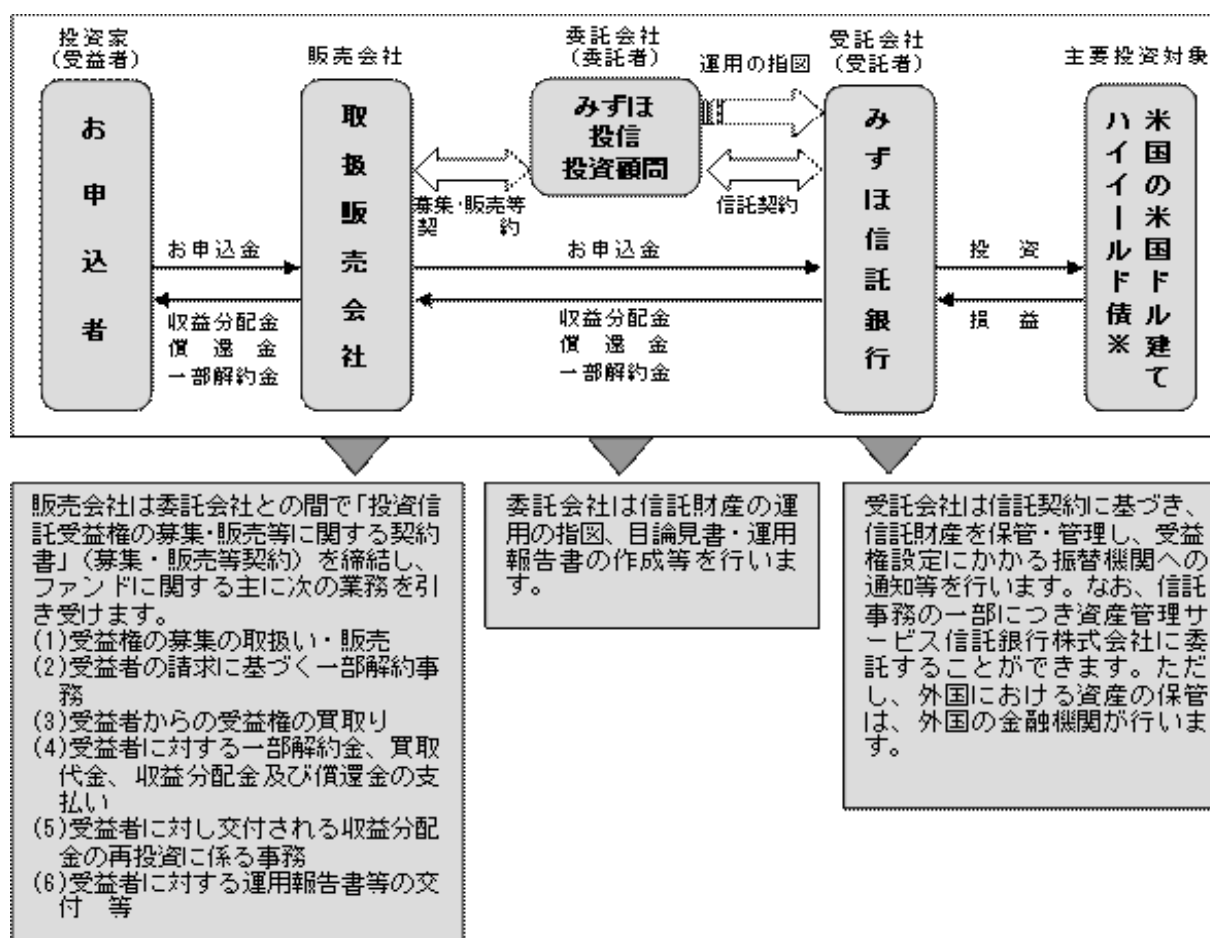 投資家
(受益者)
お申込者
販売会社
取扱販売会社
委託会社
(委託者)
みずほ
投信
投資顧問
運用の指図
受託会社
(受託者)
みずほ信託銀行
主要投資対象
米国の米国ドル建て
ハイイールド債※
募集・販売等
契　約
信託契約
お申込金
収益分配金
償　還　金
一部解約金
お申込金
収益分配金
償　還　金
一部解約金
投　資
損　益
販売会社は委託会社との間で「投資信
託受益権の募集・販売等に関する契約
書」（募集・販売等契約）を締結し、
ファンドに関する主に次の業務を引
き受けます。
(1)受益権の募集の取扱い・販売
(2)受益者の請求に基づく一部解約事
務
(3)受益者からの受益権の買取り
(4)受益者に対する一部解約金、買取
代金、収益分配金及び償還金の支
払い
(5)受益者に対し交付される収益分配
金の再投資に係る事務
(6)受益者に対する運用報告書等の交
付　等
委託会社は信託財産の運
用の指図、目論見書・運用
報告書の作成等を行いま
す。
受託会社は信託契約に基づき、
信託財産を保管・管理し、受益
権設定にかかる振替機関への
通知等を行います。なお、信託
事務の一部につき資産管理サ
ービス信託銀行株式会社に委
託することができます。ただ
し、外国における資産の保管
は、外国の金融機関が行いま
す。